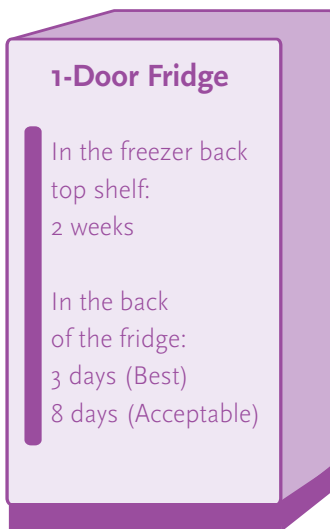 1-Door Fridge
In the freezer back
top shelf:
2 weeks
In the back
of the fridge:
3 days (Best)
8 days (Acceptable)